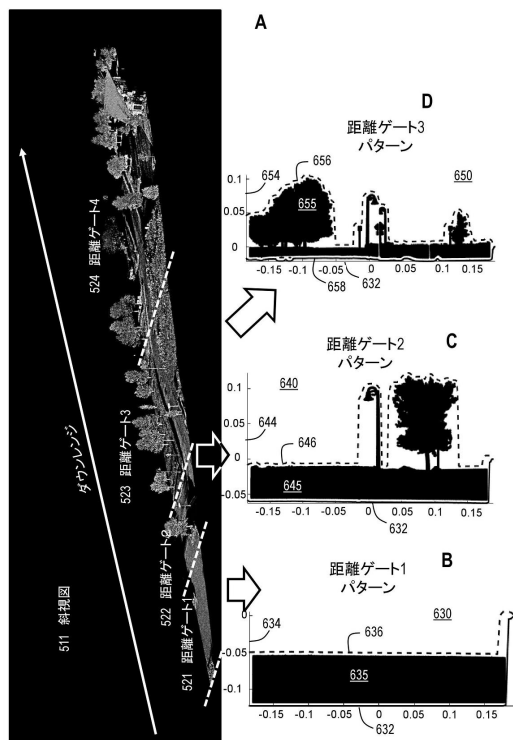 A
D
距離ゲート3
パターン
654
656
650
0.1
655
0.05
0
-0.15 -0.1 -0.05 0 0.05 0.1 0.15
658
632
C
距離ゲート2
パターン
640
0.1
644
0.05
646
0
645
-0.05
-0.15 -0.1 -0.05 0 0.05 0.1 0.15
632
B
距離ゲート1
パターン
630
0
634
636
-0.05
635
-0.1
-0.15 -0.1 -0.05 0 0.05 0.1 0.15
632
524 距離ゲート4
523 距離ゲート3
522 距離ゲート2
521 距離ゲート1
ダウンレンジ
511 斜視図